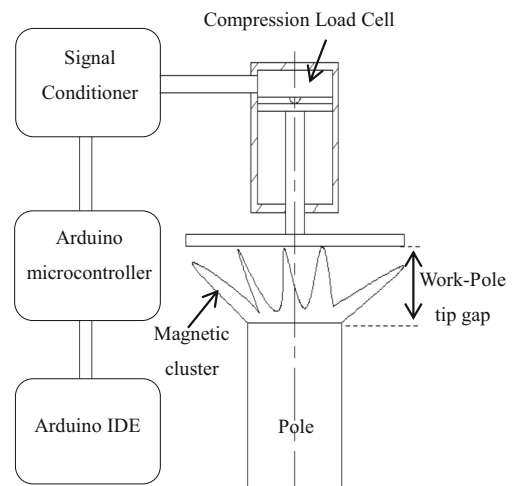 Compression Load Cell
Signal
Conditioner
Arduino
microcontroller
Work-Pole
tip gap
Magnetic
cluster
Arduino IDE
Pole